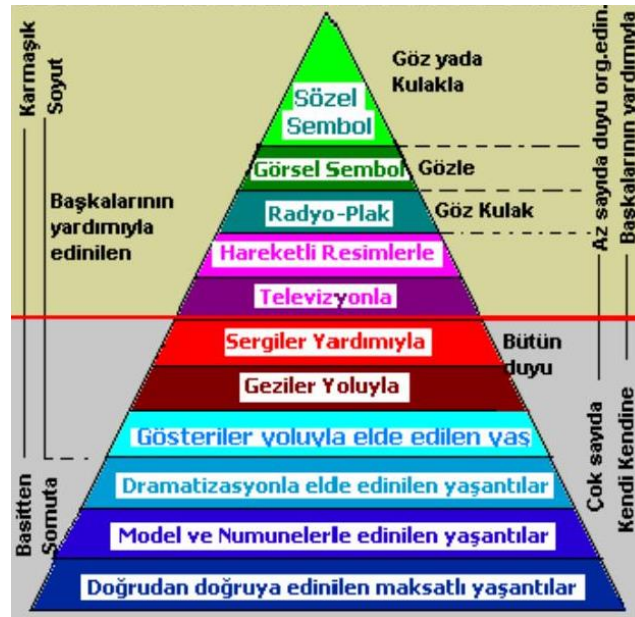 Karmaşık
Soyut
Göz yada
Kulakla
Az sayıda duyu org.edin.
Başkalarının yardımıyla
Sözel
Sembol
Görsel Sembol
Gözle
Radyo-Plak
Göz Kulak
Başkalarının
yardımıyla
edinilen
Hareketli Resimlerle
Televizyonla
Sergiler Yardımıyla
Bütün
duyu
Geziler Yoluyla
Gösteriler yoluyla elde edilen yaş
Dramatizasyonla elde edinilen yaşantılar
Model ve Numunelerle edinilen yaşantılar
Doğrudan doğruya edinilen maksatlı yaşantılar
Basitten
Somuta
Çok sayıda
Kendi Kendine